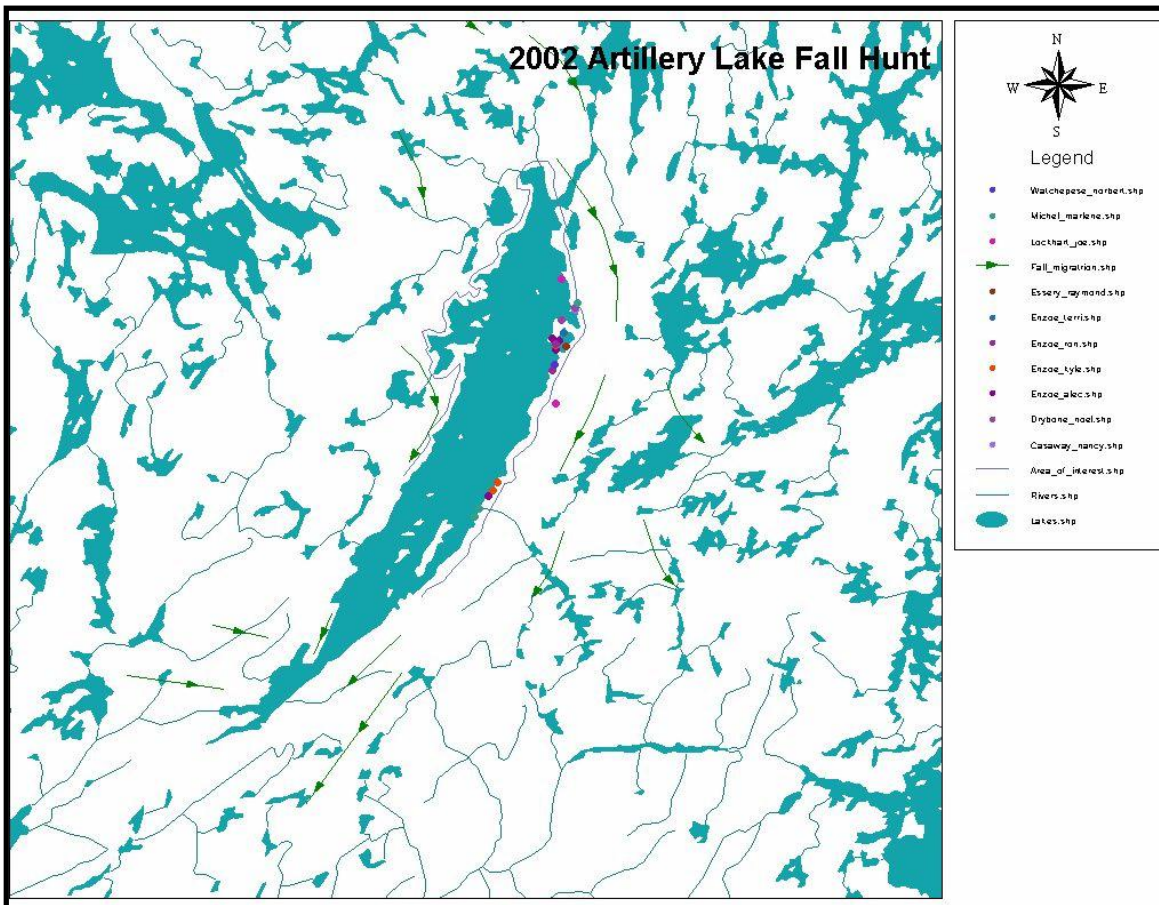 2002 Artillery Lake Fall Hunt
N
W E
S
Legend
Watchepese_norbert.shp
Michel_marlene.shp
Lockhart_joe.shp
Fall_migration.shp
Essery_raymond.shp
Enzoe_terri.shp
Enzoe_ron.shp
Enzoe_kyle.shp
Enzoe_alec.shp
Drybone_noel.shp
Casaway_nancy.shp
Area_of_interest.shp
Rivers.shp
Lakes.shp